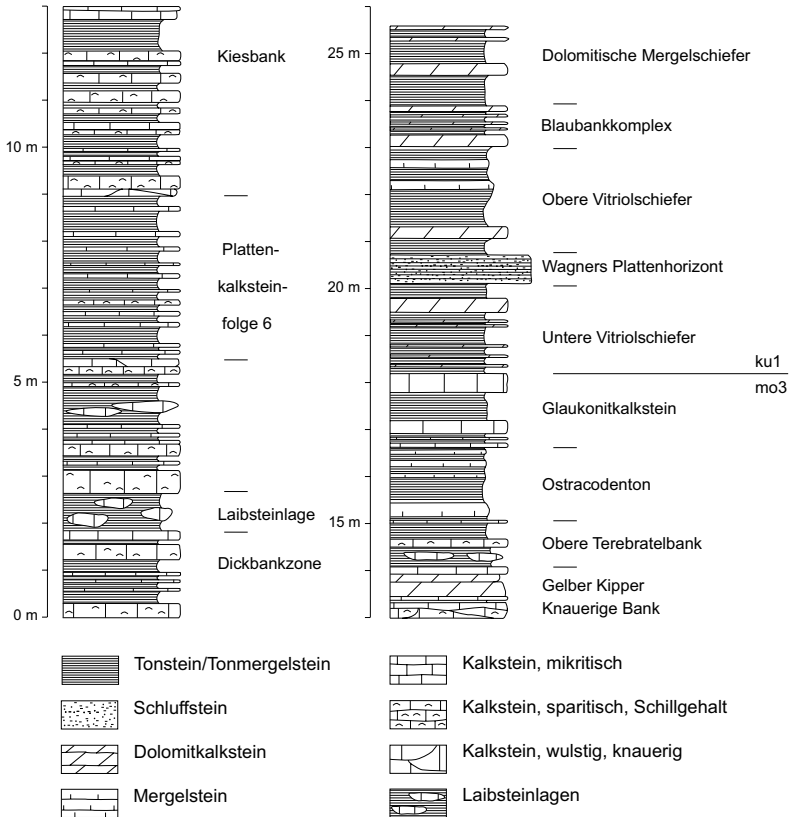 Kiesbank
10 m
Platten-
kalkstein-
folge 6
5 m
Laibsteinlage
Dickbankzone
0 m
25 m
Dolomitische Mergelschiefer
Blaubankkomplex
Obere Vitriolschiefer
Wagners Plattenhorizont
20 m
Untere Vitriolschiefer
ku1
mo3
Glaukonitkalkstein
Ostracodenton
15 m
Obere Terebratelbank
Gelber Kipper
Knauerige Bank
Tonstein/Tonmergelstein
Schluffstein
Dolomitkalkstein
Mergelstein
Kalkstein, mikritisch
Kalkstein, sparitisch, Schillgehalt
Kalkstein, wulstig, knauerig
Laibsteinlagen